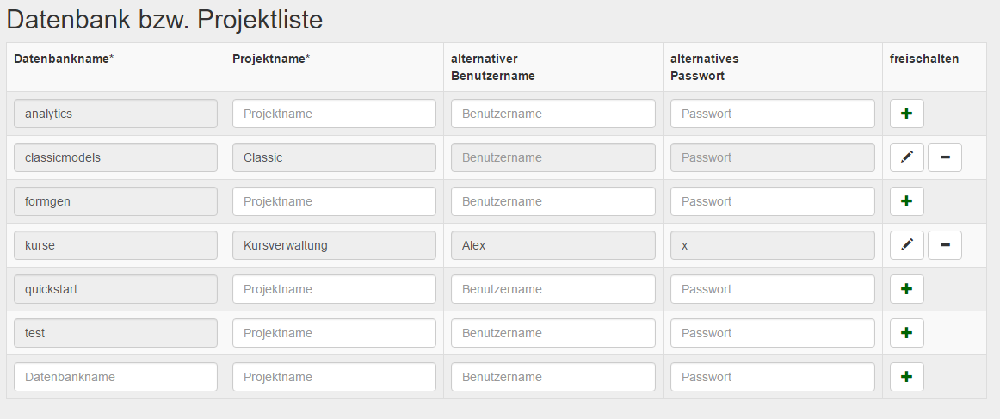 Datenbank bzw. Projektliste
Datenbankname* Projektname* alternativer Benutzername alternatives Passwort freischalten
analytics Projektname Benutzername Passwort
classicmodels Classic Benutzername Passwort
formgen Projektname Benutzername Passwort
kurse Kursverwaltung Alex x
quickstart Projektname Benutzername Passwort
test Projektname Benutzername Passwort
Datenbankname Projektname Benutzername Passwort